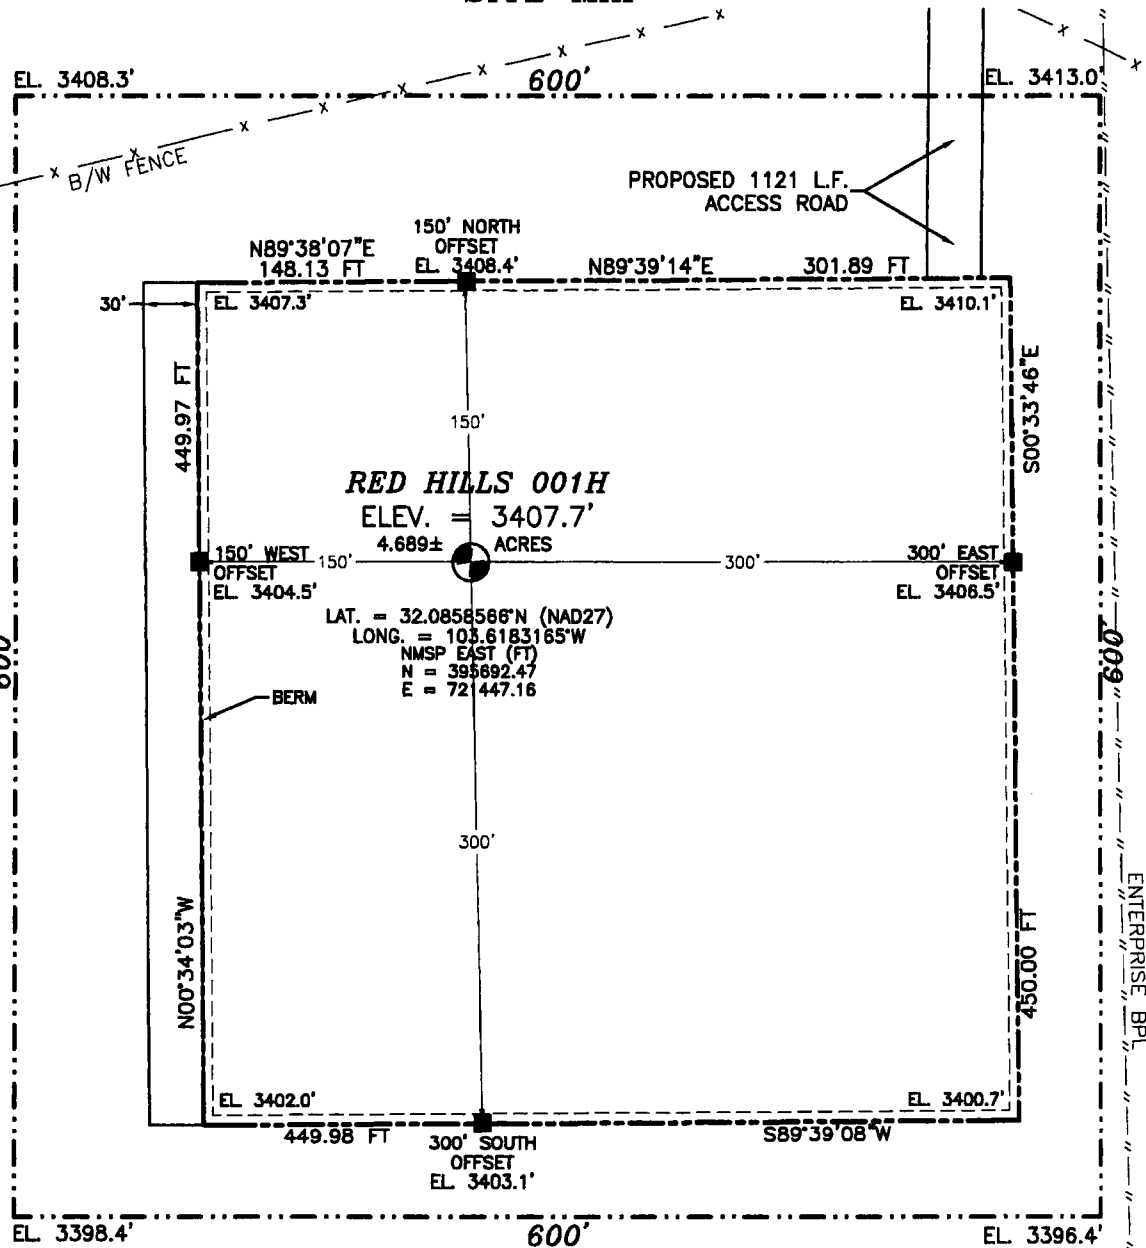 EL. 3408.3'
600'
EL. 3413.0'
B/W FENCE
PROPOSED 1121 L.F.
ACCESS ROAD
150' NORTH
OFFSET
EL. 3408.4'
N89°38'07"E
148.13 FT
N89°39'14"E
301.89 FT
30'
EL. 3407.3'
EL. 3410.1'
449.97 FT
S00°33'46"E
150'
RED HILLS 001H
ELEV. = 3407.7'
4.689± ACRES
150' WEST
OFFSET
EL. 3404.5'
150'
300'
300' EAST
OFFSET
EL. 3406.5'
LAT. = 32.0858566°N (NAD27)
LONG. = 103.6183165°W
NMSP EAST (FT)
N = 395692.47
E = 721447.16
600'
600'
BERM
300'
N00°34'03"W
450.00 FT
ENTERPRISE BPL
EL. 3402.0'
EL. 3400.7'
449.98 FT
300' SOUTH
OFFSET
EL. 3403.1'
S89°39'08"W
EL. 3398.4'
600'
EL. 3396.4'